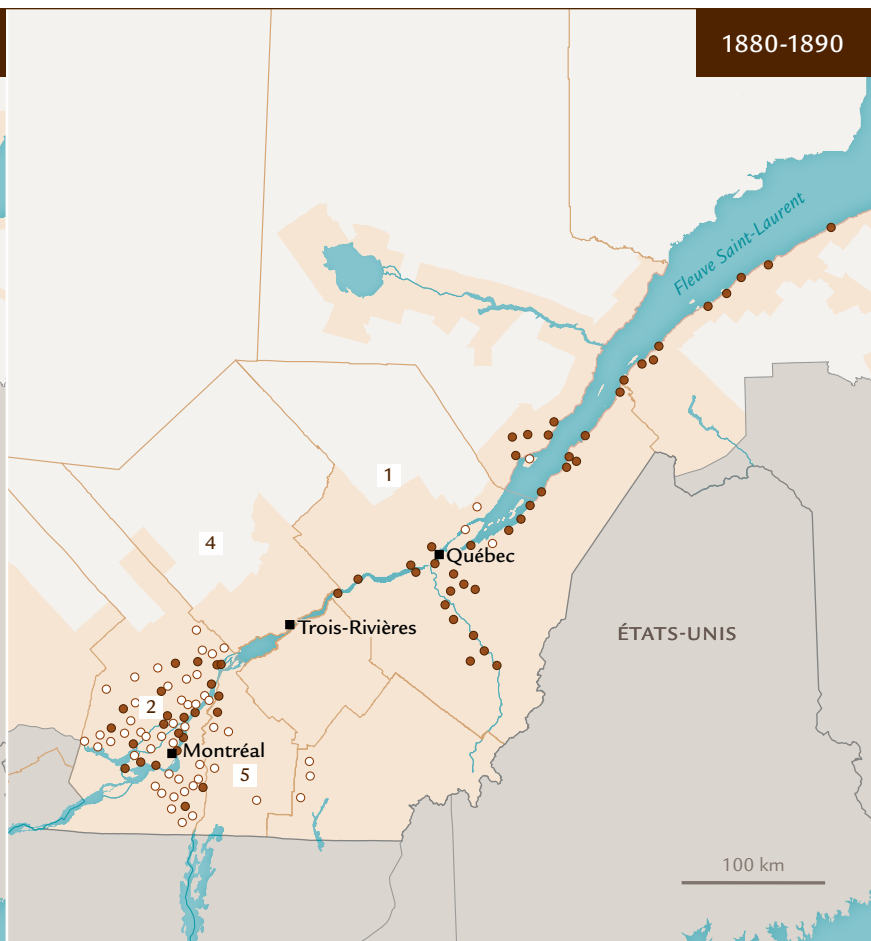 1880-1890
Fleuve Saint-Laurent
1
4
Québec
Trois-Rivières
ÉTATS-UNIS
2
Montréal
5
100 km